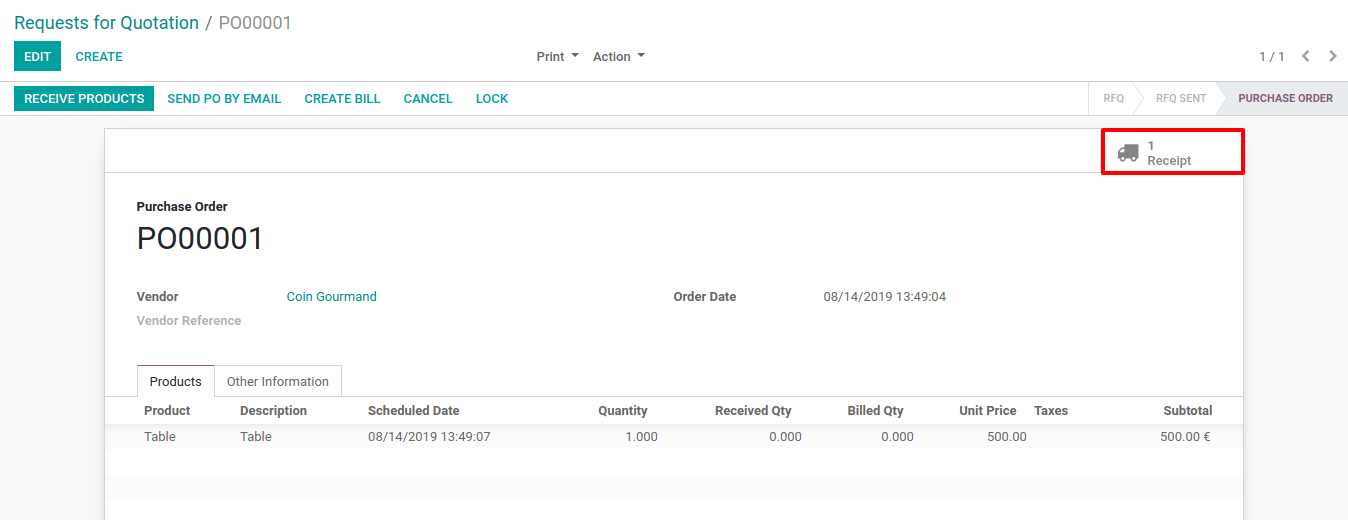 Requests for Quotation / PO00001
EDIT CREATE Print Action 1 / 1
RECEIVE PRODUCTS SEND PO BY EMAIL CREATE BILL CANCEL LOCK RFQ RFQ SENT PURCHASE ORDER
1
Receipt
Purchase Order
PO00001
Vendor Coin Gourmand Order Date 08/14/2019 13:49:04
Vendor Reference
Products Other Information
Product Description Scheduled Date Quantity Received Qty Billed Qty Unit Price Taxes Subtotal
Table Table 08/14/2019 13:49:07 1.000 0.000 0.000 500.00 500.00 €